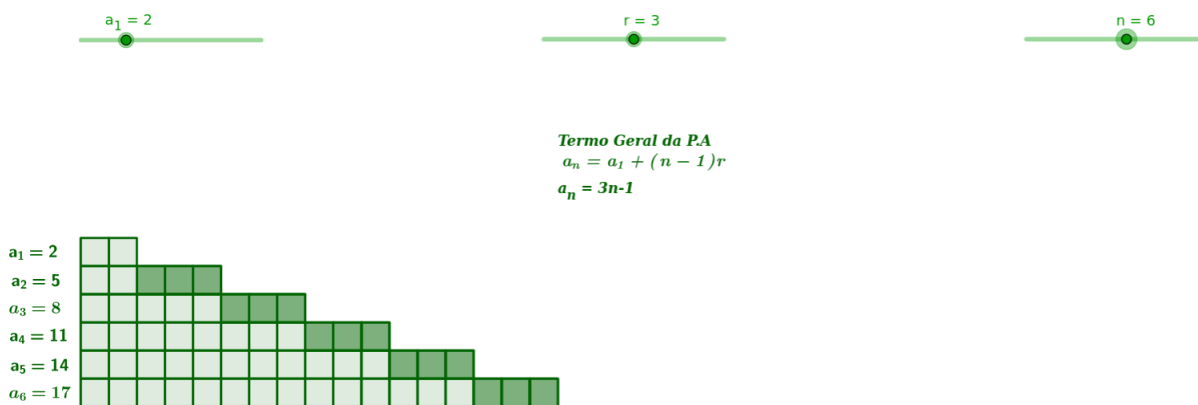 a₁ = 2
r = 3
n = 6
Termo Geral da P.A
aₙ = a₁ + (n − 1)r
aₙ = 3n-1
a₁ = 2
a₂ = 5
a₃ = 8
a₄ = 11
a₅ = 14
a₆ = 17